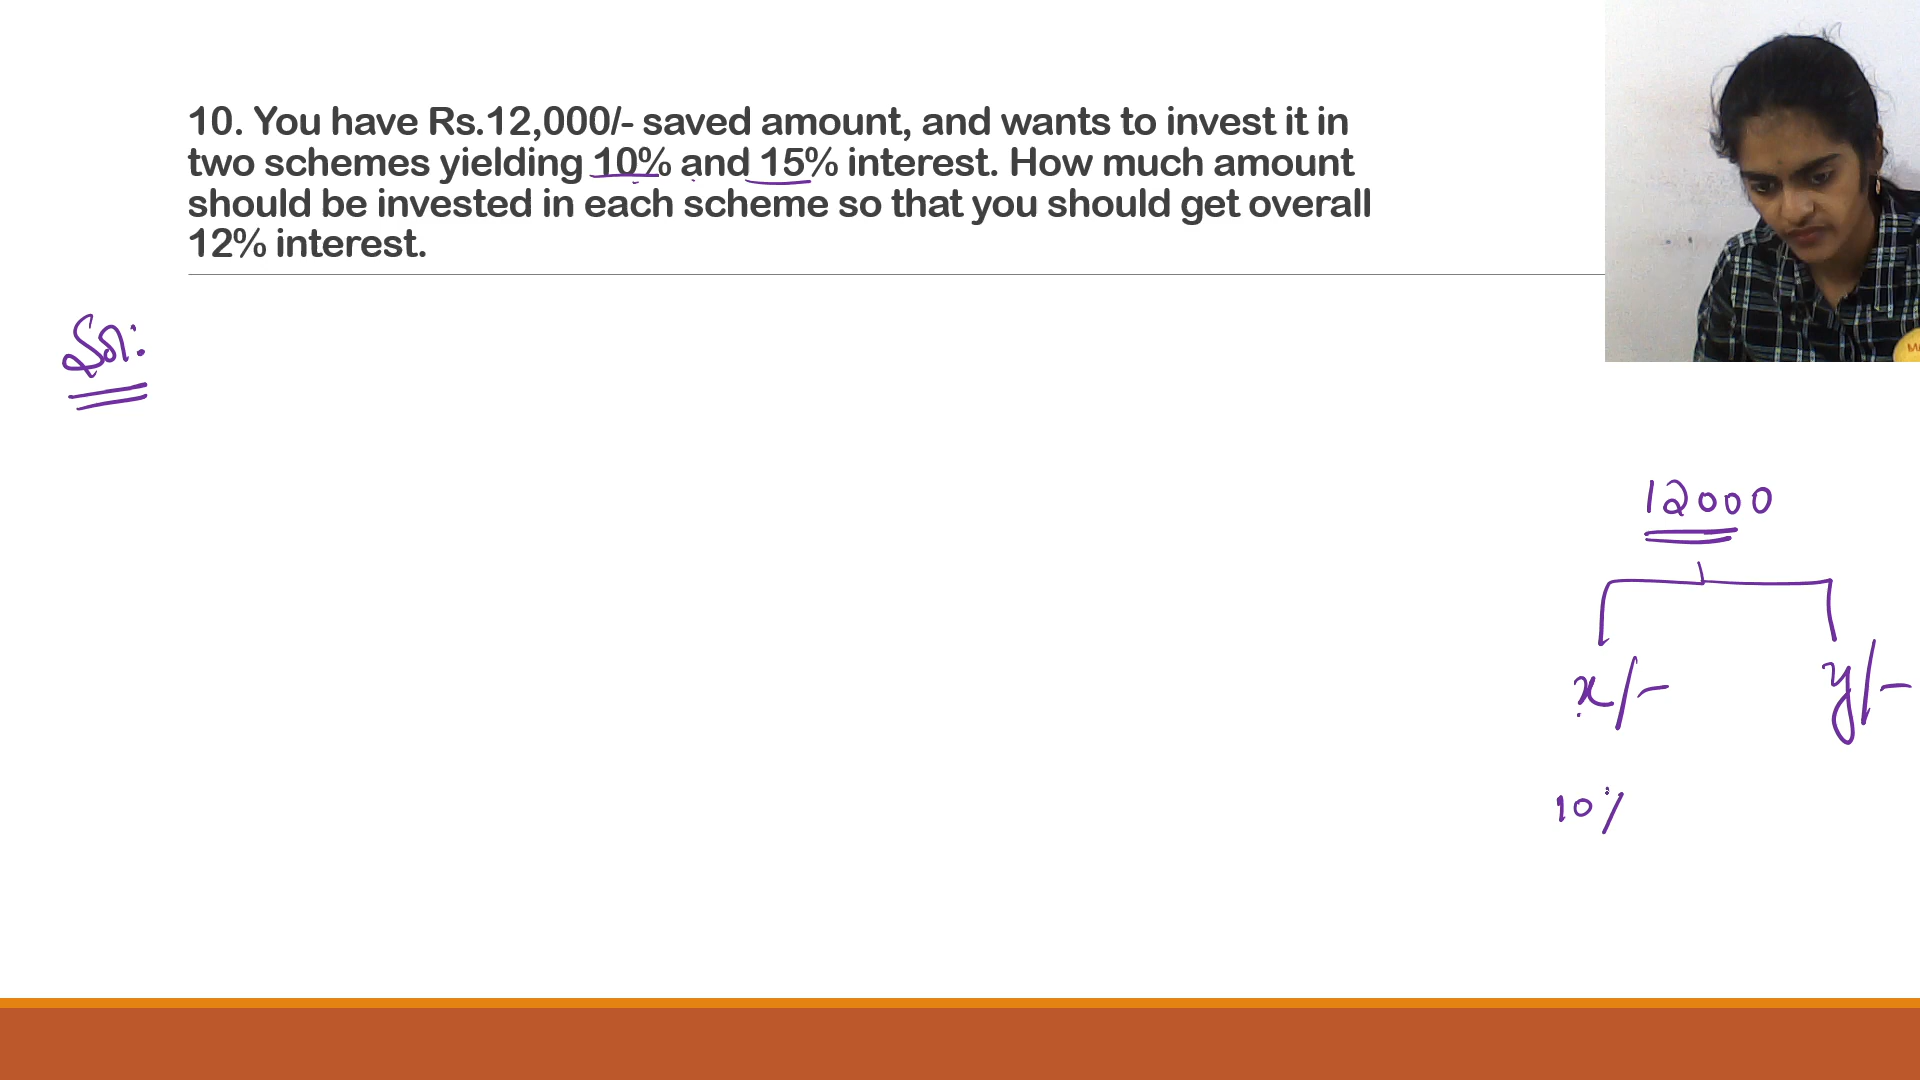 10. You have Rs.12,000/- saved amount, and wants to invest it in
two schemes yielding 10% and 15% interest. How much amount
should be invested in each scheme so that you should get overall
12% interest.
Sol:
12000
x/- y/-
10%